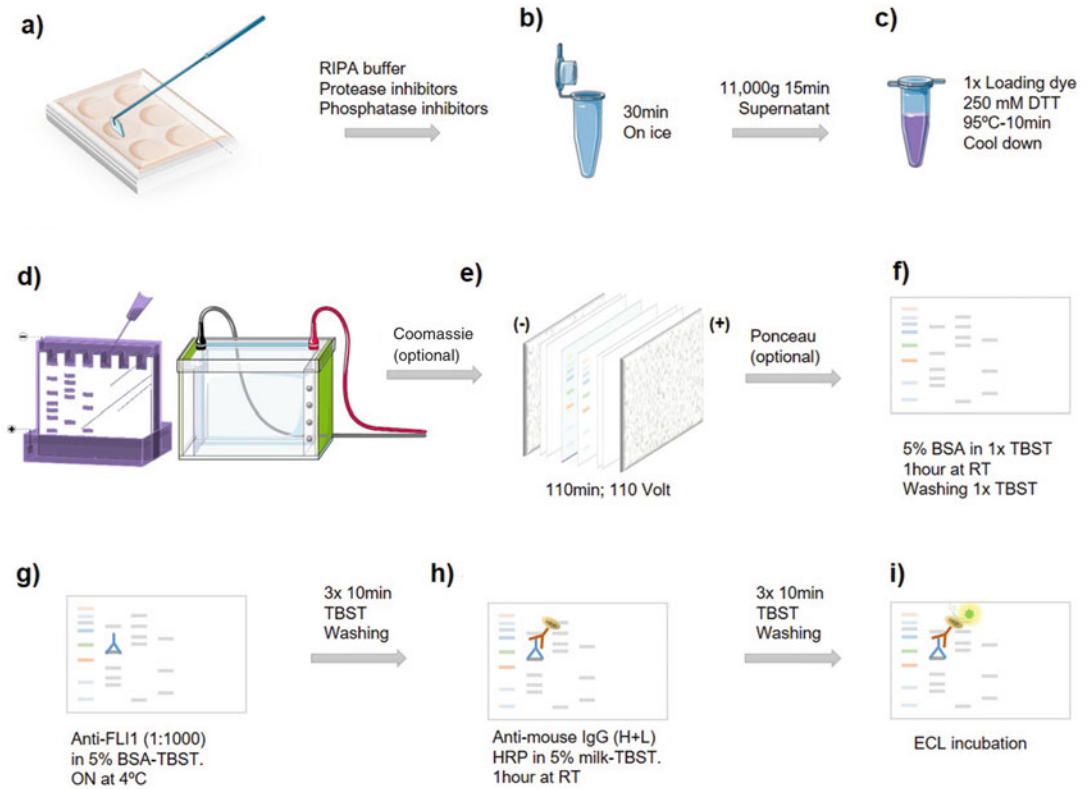 a)
RIPA buffer
Protease inhibitors
Phosphatase inhibitors
b)
30min
On ice
11,000g 15min
Supernatant
c)
1x Loading dye
250 mM DTT
95ºC-10min
Cool down
d)
−
+
Coomassie
(optional)
e)
(-)
(+)
110min; 110 Volt
Ponceau
(optional)
f)
5% BSA in 1x TBST
1hour at RT
Washing 1x TBST
g)
Anti-FLI1 (1:1000)
in 5% BSA-TBST.
ON at 4ºC
3x 10min
TBST
Washing
h)
Anti-mouse IgG (H+L)
HRP in 5% milk-TBST.
1hour at RT
3x 10min
TBST
Washing
i)
ECL incubation